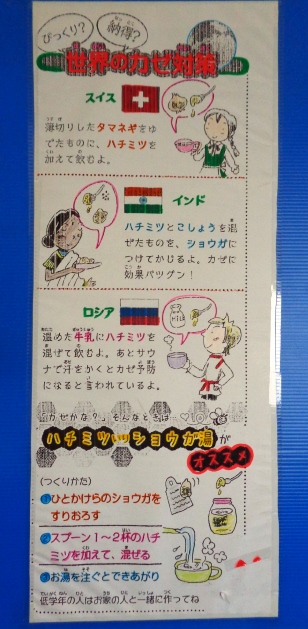 びっくり？
納得？
世界のカゼ対策
スイス
薄切りしたタマネギをゆ
でたものに、ハチミツを
加えて飲むよ。
インド
ハチミツとこしょうを混
ぜたものを、ショウガに
つけてかじるよ。カゼに
効果バツグン！
ロシア
温めた牛乳にハチミツを
混ぜて飲むよ。あとサウ
ナで汗をかくとカゼ予防
になると言われているよ。
MILK
「カゼかな？」そんなときは
ハチミツ入りショウガ湯が
オススメ
(つくりかた)
①ひとかけらのショウガを
すりおろす
②スプーン1～2杯のハチ
ミツを加えて、混ぜる
③お湯を注ぐとできあがり
低学年の人はお家の人と一緒に作ってね